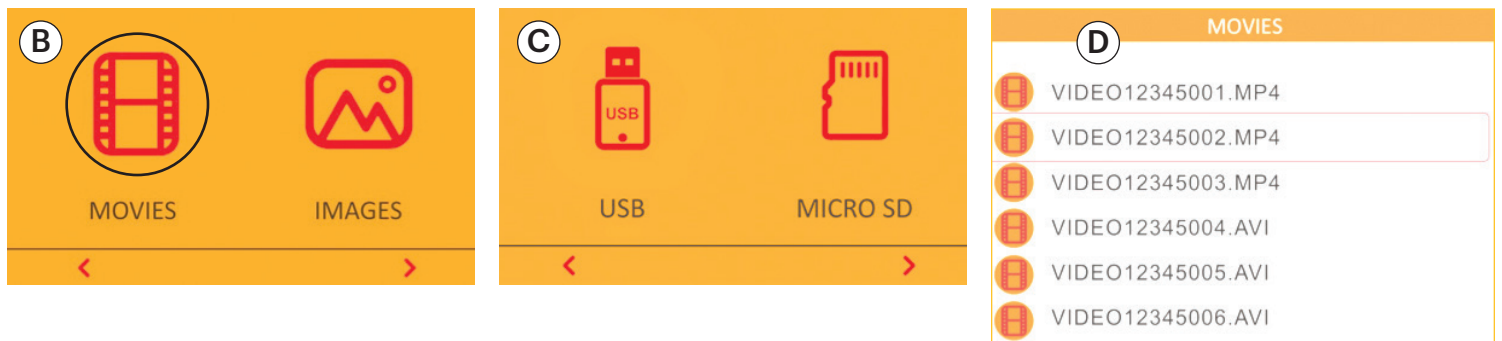 B
MOVIES IMAGES
C
USB
USB MICRO SD
D
MOVIES
VIDEO12345001.MP4
VIDEO12345002.MP4
VIDEO12345003.MP4
VIDEO12345004.AVI
VIDEO12345005.AVI
VIDEO12345006.AVI